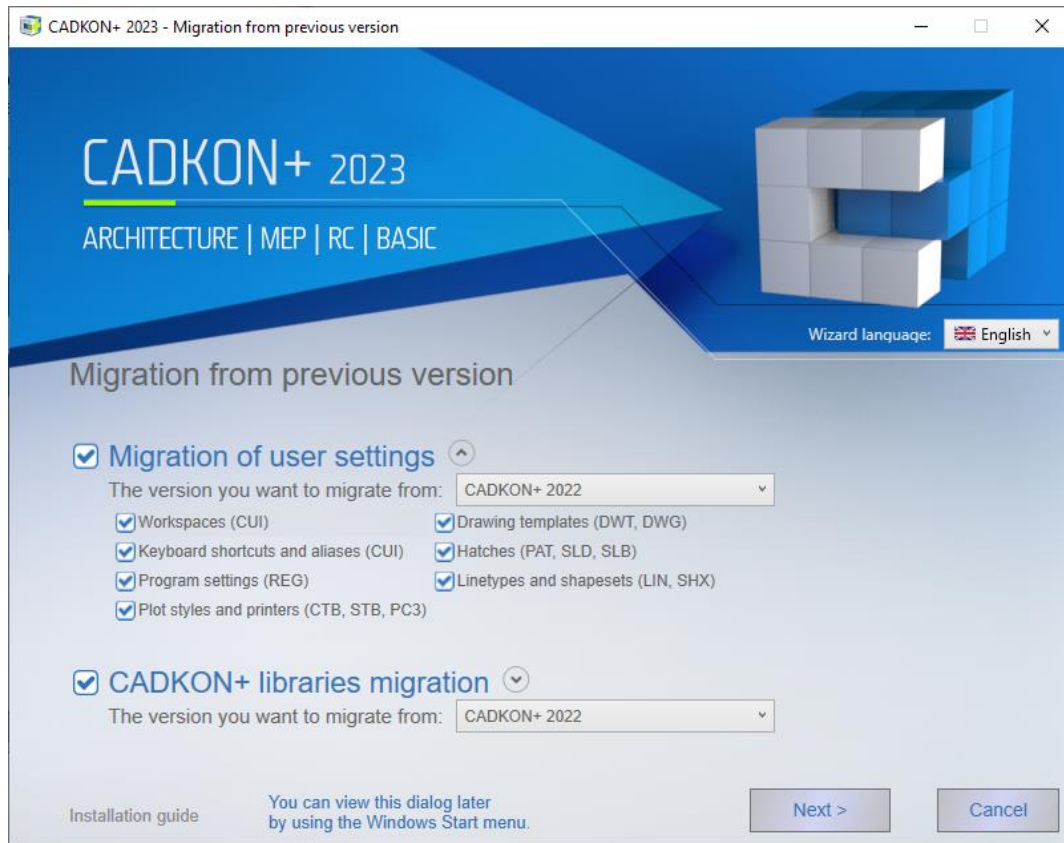 CADKON+ 2023 - Migration from previous version
CADKON+ 2023
ARCHITECTURE | MEP | RC | BASIC
Wizard language: English
Migration from previous version
Migration of user settings
The version you want to migrate from: CADKON+ 2022
Workspaces (CUI) Drawing templates (DWT, DWG)
Keyboard shortcuts and aliases (CUI) Hatches (PAT, SLD, SLB)
Program settings (REG) Linetypes and shapesets (LIN, SHX)
Plot styles and printers (CTB, STB, PC3)
CADKON+ libraries migration
The version you want to migrate from: CADKON+ 2022
You can view this dialog later
Installation guide by using the Windows Start menu. Next > Cancel